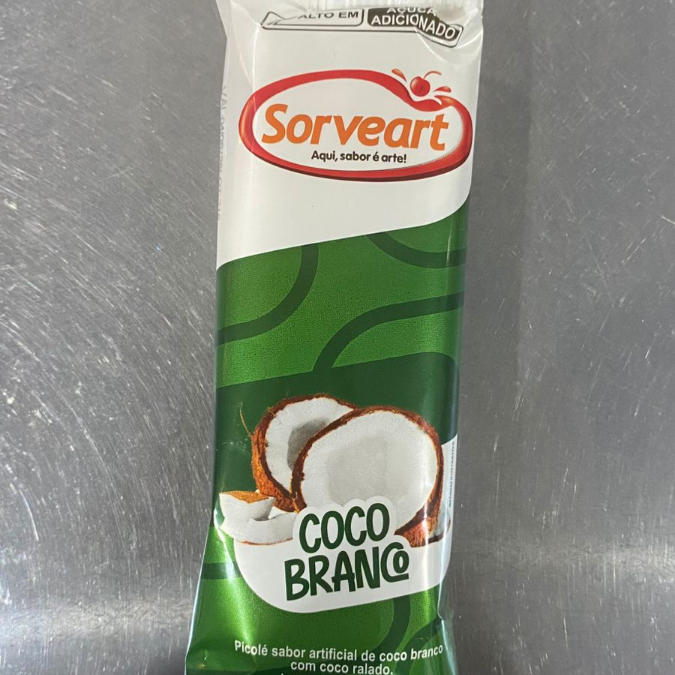 ALTO EM
AÇÚCAR
ADICIONADO
Sorveart
Aqui, sabor é arte!
COCO
BRANCO
Picolé sabor artificial de coco branco
com coco ralado.